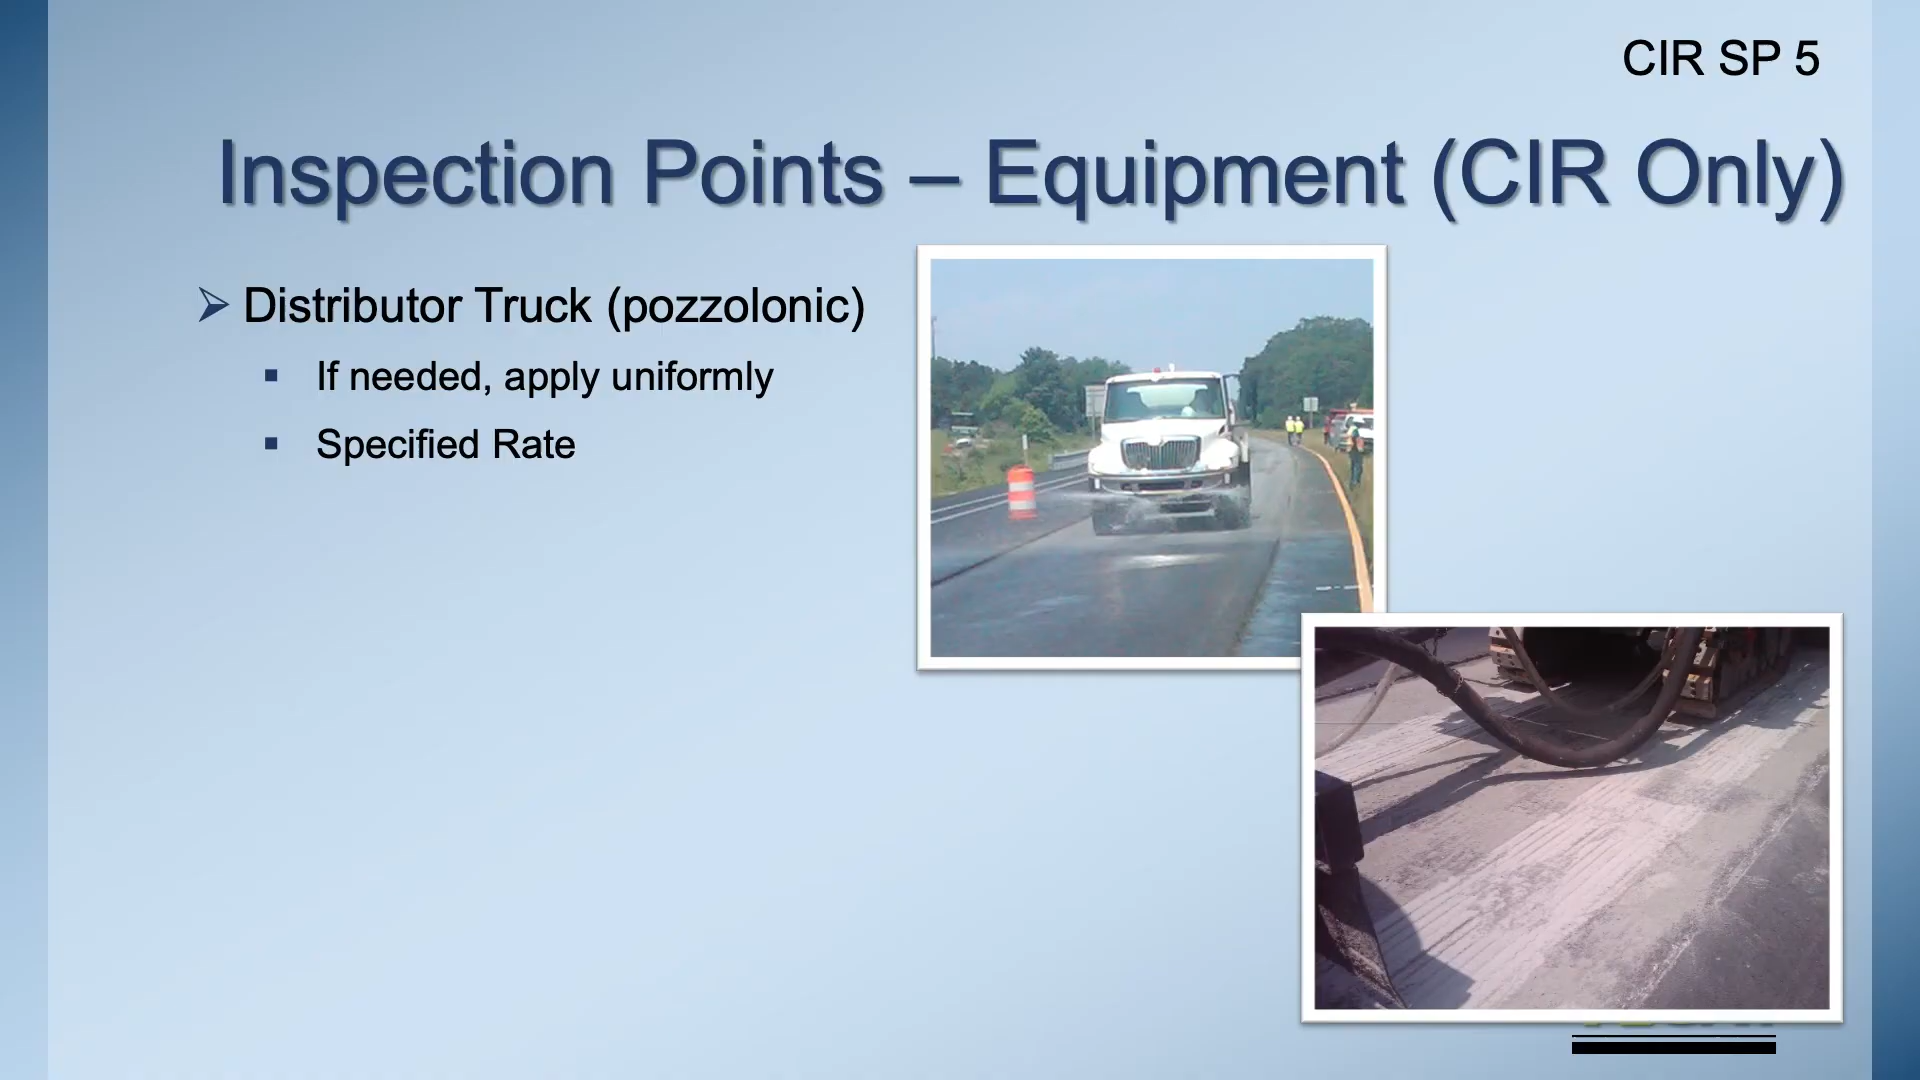 CIR SP 5
Inspection Points – Equipment (CIR Only)
Distributor Truck (pozzolonic)
If needed, apply uniformly
Specified Rate